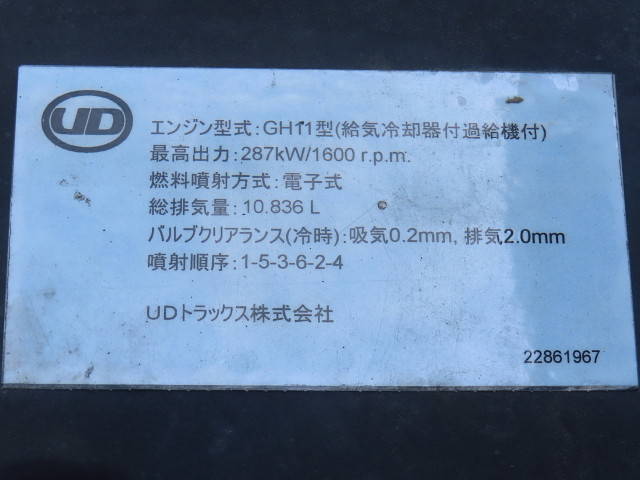 UD
エンジン型式:GH11型(給気冷却器付過給機付)
最高出力:287kW/1600 r.p.m.
燃料噴射方式:電子式
総排気量:10.836 L
バルブクリアランス(冷時):吸気0.2mm, 排気2.0mm
噴射順序:1-5-3-6-2-4
UDトラックス株式会社
22861967